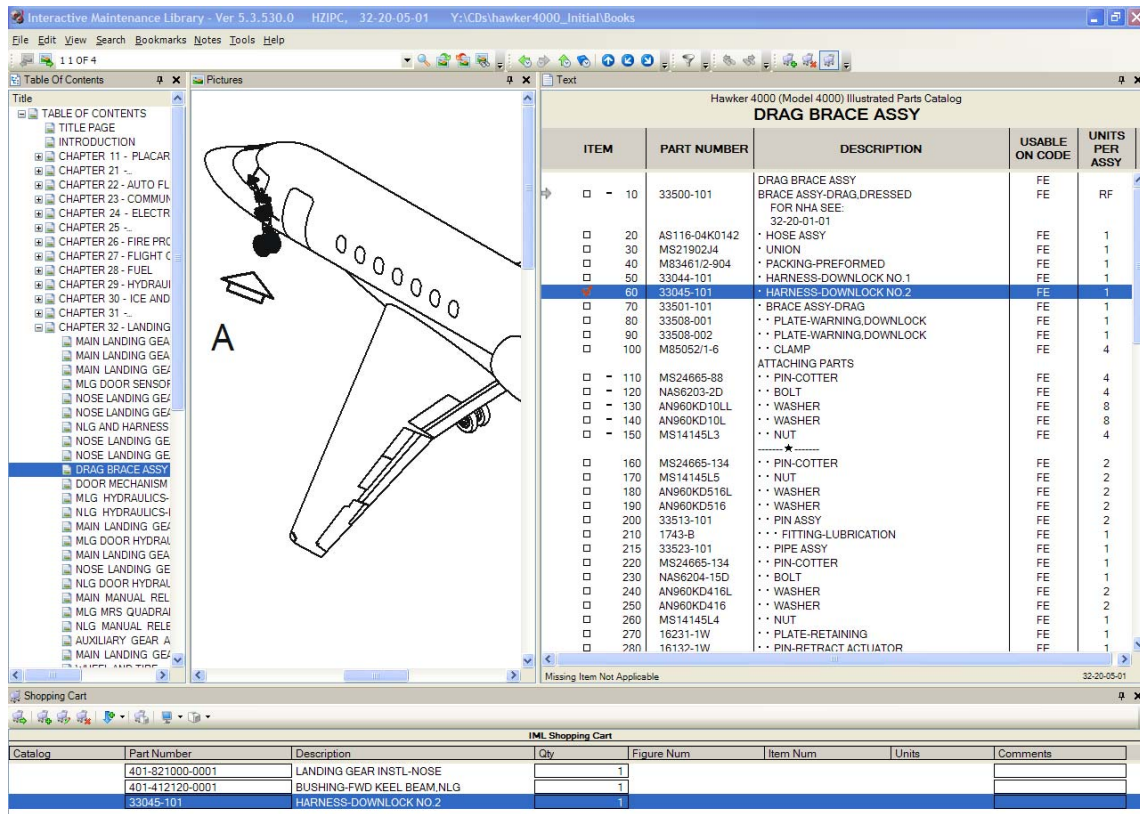 Interactive Maintenance Library - Ver 5.3.530.0 HZIPC, 32-20-05-01 Y:\CDs\hawker4000_Initial\Books
File Edit View Search Bookmarks Notes Tools Help
1 1 OF 4
Table Of Contents
Title
TABLE OF CONTENTS
TITLE PAGE
INTRODUCTION
CHAPTER 11 - PLACAR
CHAPTER 21 -..
CHAPTER 22 - AUTO FL
CHAPTER 23 - COMMUN
CHAPTER 24 - ELECTR
CHAPTER 25 -..
CHAPTER 26 - FIRE PRO
CHAPTER 27 - FLIGHT C
CHAPTER 28 - FUEL
CHAPTER 29 - HYDRAUI
CHAPTER 30 - ICE AND
CHAPTER 31 -..
CHAPTER 32 - LANDING
MAIN LANDING GEA
MAIN LANDING GEA
MAIN LANDING GEA
MLG DOOR SENSOF
NOSE LANDING GEA
NOSE LANDING GEA
NLG AND HARNESS
NOSE LANDING GE
NOSE LANDING GE
DRAG BRACE ASSY
DOOR MECHANISM
MLG HYDRAULICS-
NLG HYDRAULICS-I
MAIN LANDING GEA
MLG DOOR HYDRAU
MAIN LANDING GEA
NOSE LANDING GE
NLG DOOR HYDRAL
MAIN MANUAL REL
MLG MRS QUADRAI
NLG MANUAL RELE
AUXILIARY GEAR A
MAIN LANDING GEA
Pictures
A
Text
Hawker 4000 (Model 4000) Illustrated Parts Catalog
DRAG BRACE ASSY
ITEM PART NUMBER DESCRIPTION USABLE ON CODE UNITS PER ASSY
DRAG BRACE ASSY FE
- 10 33500-101 BRACE ASSY-DRAG,DRESSED FE RF
FOR NHA SEE:
32-20-01-01
20 AS116-04K0142 · HOSE ASSY FE 1
30 MS21902J4 · UNION FE 1
40 M83461/2-904 · PACKING-PREFORMED FE 1
50 33044-101 · HARNESS-DOWNLOCK NO.1 FE 1
60 33045-101 · HARNESS-DOWNLOCK NO.2 FE 1
70 33501-101 · BRACE ASSY-DRAG FE 1
80 33508-001 · · PLATE-WARNING,DOWNLOCK FE 1
90 33508-002 · · PLATE-WARNING,DOWNLOCK FE 1
100 M85052/1-6 · · CLAMP FE 4
ATTACHING PARTS
- 110 MS24665-88 · · PIN-COTTER FE 4
- 120 NAS6203-2D · · BOLT FE 4
- 130 AN960KD10LL · · WASHER FE 8
- 140 AN960KD10L · · WASHER FE 8
- 150 MS14145L3 · · NUT FE 4
-------★-------
160 MS24665-134 · · PIN-COTTER FE 2
170 MS14145L5 · · NUT FE 2
180 AN960KD516L · · WASHER FE 2
190 AN960KD516 · · WASHER FE 2
200 33513-101 · · PIN ASSY FE 2
210 1743-B · · · FITTING-LUBRICATION FE 1
215 33523-101 · · PIPE ASSY FE 1
220 MS24665-134 · · PIN-COTTER FE 1
230 NAS6204-15D · · BOLT FE 1
240 AN960KD416L · · WASHER FE 2
250 AN960KD416 · · WASHER FE 2
260 MS14145L4 · · NUT FE 1
270 16231-1W · · PLATE-RETAINING FE 1
280 16132-1W · · PIN-RETRACT ACTUATOR FE 1
Missing Item Not Applicable 32-20-05-01
Shopping Cart
IML Shopping Cart
Catalog Part Number Description Qty Figure Num Item Num Units Comments
401-821000-0001 LANDING GEAR INSTL-NOSE 1
401-412120-0001 BUSHING-FWD KEEL BEAM,NLG 1
33045-101 HARNESS-DOWNLOCK NO.2 1